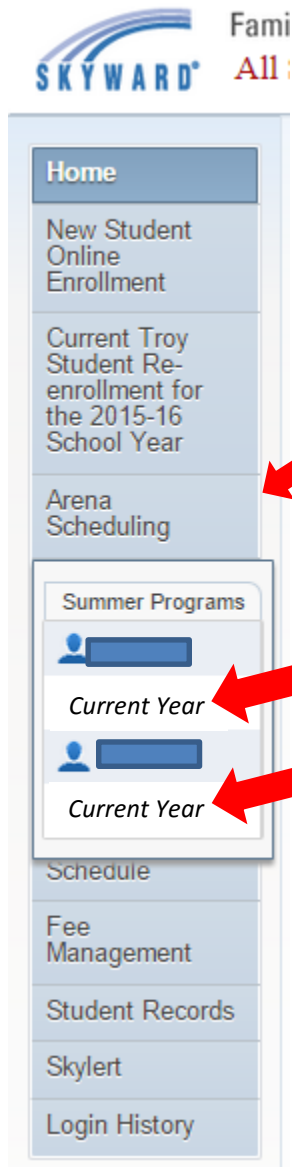 Fami
SKYWARD
All
Home
New Student
Online
Enrollment
Current Troy
Student Re-
enrollment for
the 2015-16
School Year
Arena
Scheduling
Summer Programs
Current Year
Current Year
Schedule
Fee
Management
Student Records
Skylert
Login History